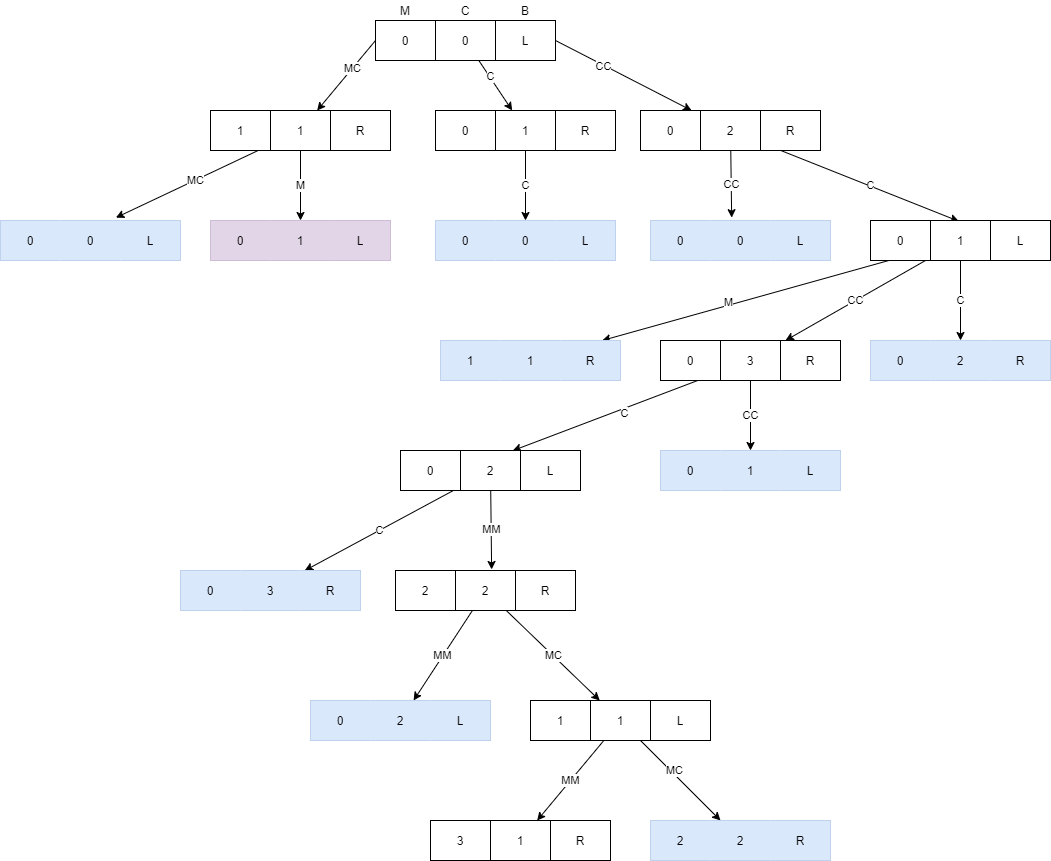 M C B
0 0 L
MC C CC
1 1 R 0 1 R 0 2 R
MC M C CC C
0 0 L 0 1 L 0 0 L 0 0 L 0 1 L
M CC C
1 1 R 0 3 R 0 2 R
C CC
0 2 L 0 1 L
C MM
0 3 R 2 2 R
MM MC
0 2 L 1 1 L
MM MC
3 1 R 2 2 R